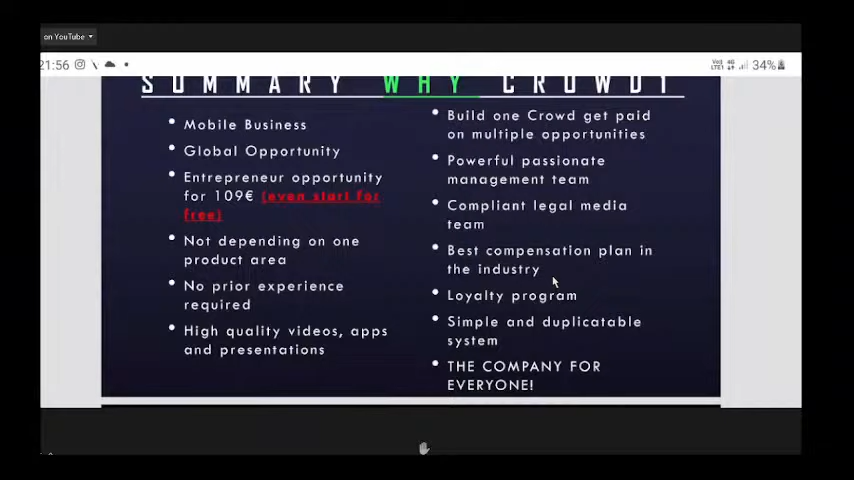 on YouTube
21:56
Vo)
LTE1
4G
34%
SUMMARY WHY CROWD1
Mobile Business
Global Opportunity
Entrepreneur opportunity
for 109€ (even start for
free)
Not depending on one
product area
No prior experience
required
High quality videos, apps
and presentations
Build one Crowd get paid
on multiple opportunities
Powerful passionate
management team
Compliant legal media
team
Best compensation plan in
the industry
Loyalty program
Simple and duplicatable
system
THE COMPANY FOR
EVERYONE!